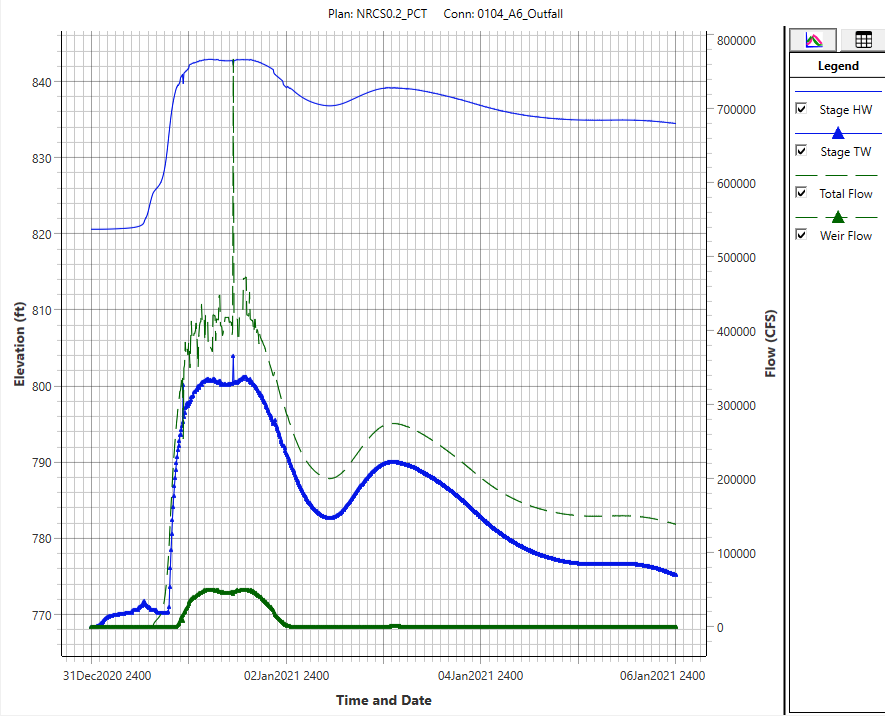 Plan: NRCS0.2_PCT Conn: 0104_A6_Outfall
Elevation (ft)
840
830
820
810
800
790
780
770
800000
700000
600000
500000
400000
300000
200000
100000
0
Flow (CFS)
31Dec2020 2400 02Jan2021 2400 04Jan2021 2400 06Jan2021 2400
Time and Date
Legend
Stage HW
Stage TW
Total Flow
Weir Flow